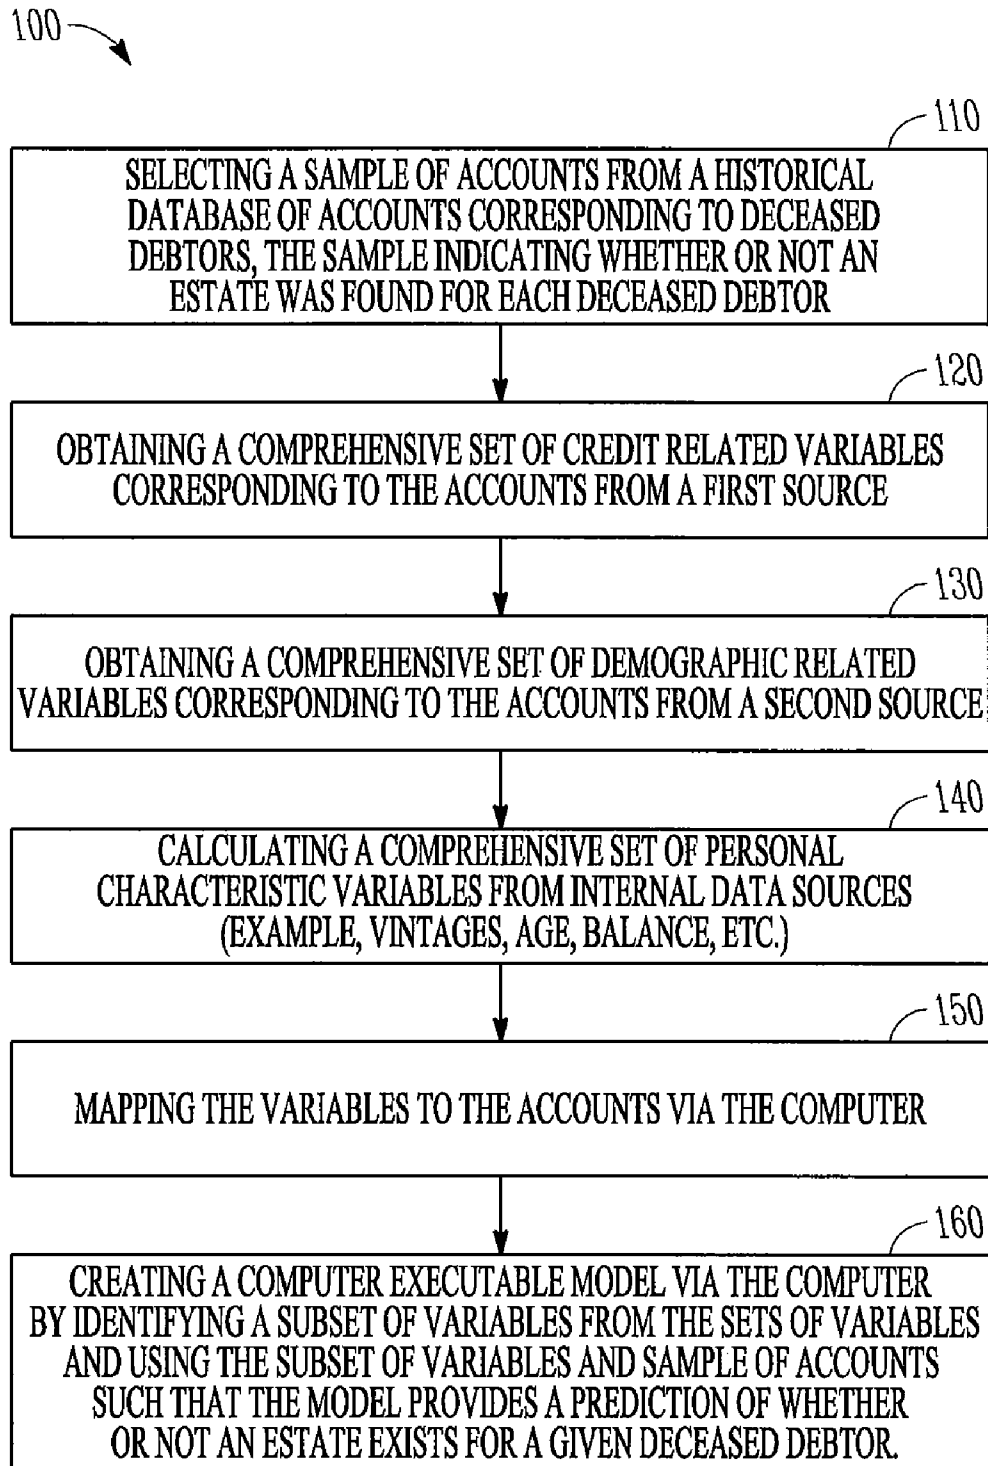 100
110
SELECTING A SAMPLE OF ACCOUNTS FROM A HISTORICAL
DATABASE OF ACCOUNTS CORRESPONDING TO DECEASED
DEBTORS, THE SAMPLE INDICATING WHETHER OR NOT AN
ESTATE WAS FOUND FOR EACH DECEASED DEBTOR
120
OBTAINING A COMPREHENSIVE SET OF CREDIT RELATED VARIABLES
CORRESPONDING TO THE ACCOUNTS FROM A FIRST SOURCE
130
OBTAINING A COMPREHENSIVE SET OF DEMOGRAPHIC RELATED
VARIABLES CORRESPONDING TO THE ACCOUNTS FROM A SECOND SOURCE
140
CALCULATING A COMPREHENSIVE SET OF PERSONAL
CHARACTERISTIC VARIABLES FROM INTERNAL DATA SOURCES
(EXAMPLE, VINTAGES, AGE, BALANCE, ETC.)
150
MAPPING THE VARIABLES TO THE ACCOUNTS VIA THE COMPUTER
160
CREATING A COMPUTER EXECUTABLE MODEL VIA THE COMPUTER
BY IDENTIFYING A SUBSET OF VARIABLES FROM THE SETS OF VARIABLES
AND USING THE SUBSET OF VARIABLES AND SAMPLE OF ACCOUNTS
SUCH THAT THE MODEL PROVIDES A PREDICTION OF WHETHER
OR NOT AN ESTATE EXISTS FOR A GIVEN DECEASED DEBTOR.